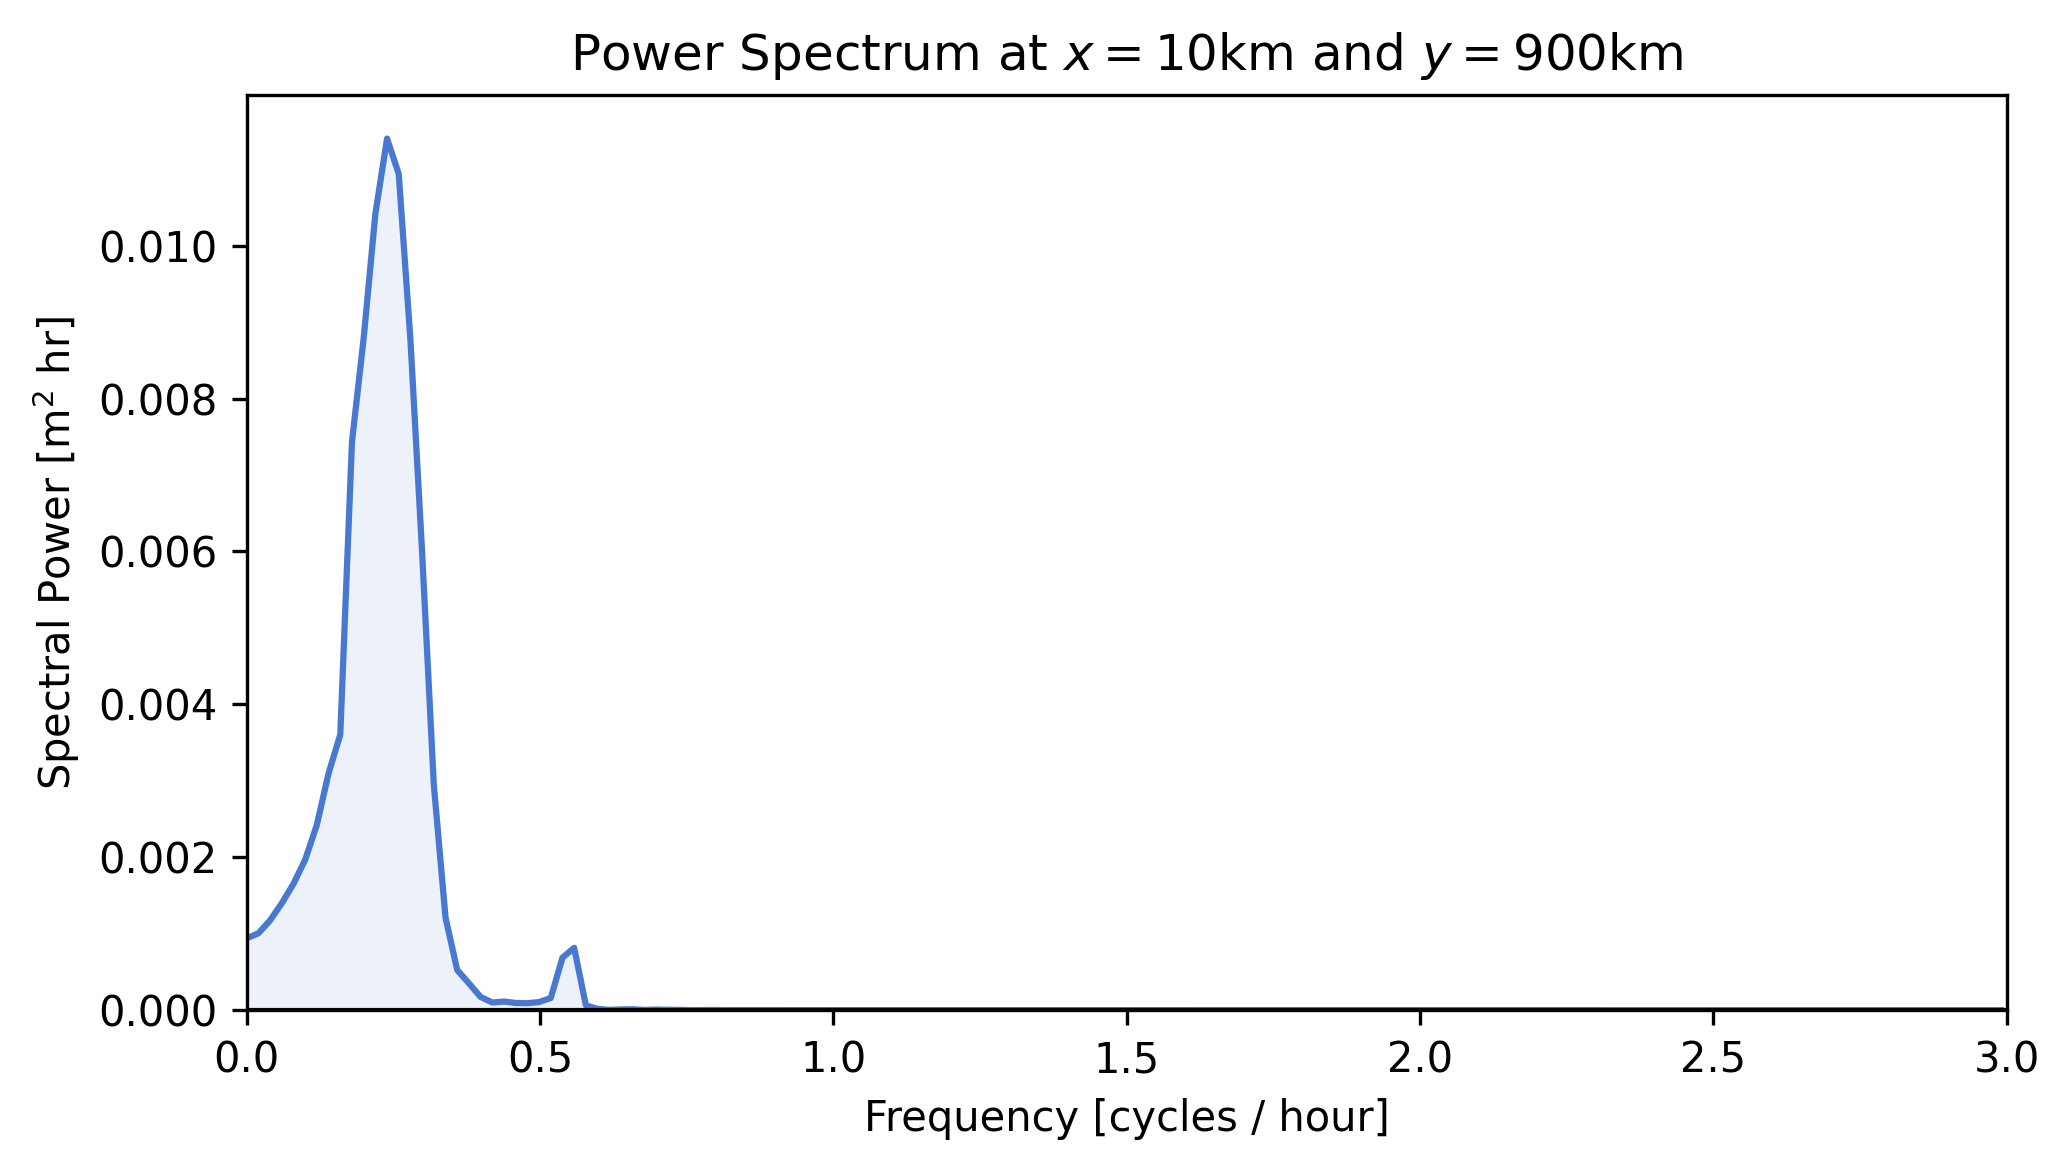 Power Spectrum at x = 10km and y = 900km
0.010
0.008
0.006
0.004
0.002
0.000
Spectral Power [m² hr]
0.0 0.5 1.0 1.5 2.0 2.5 3.0
Frequency [cycles / hour]